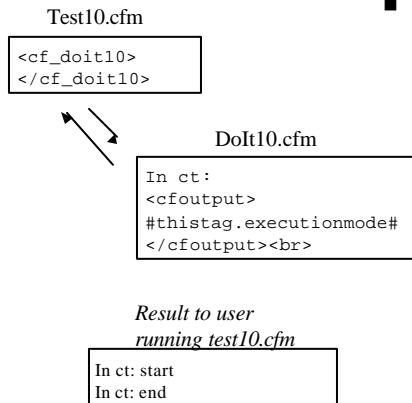 Test10.cfm
<cf_doit10>
</cf_doit10>
DoIt10.cfm
In ct:
<cfoutput>
#thistag.executionmode#
</cfoutput><br>
Result to user
running test10.cfm
In ct: start
In ct: end